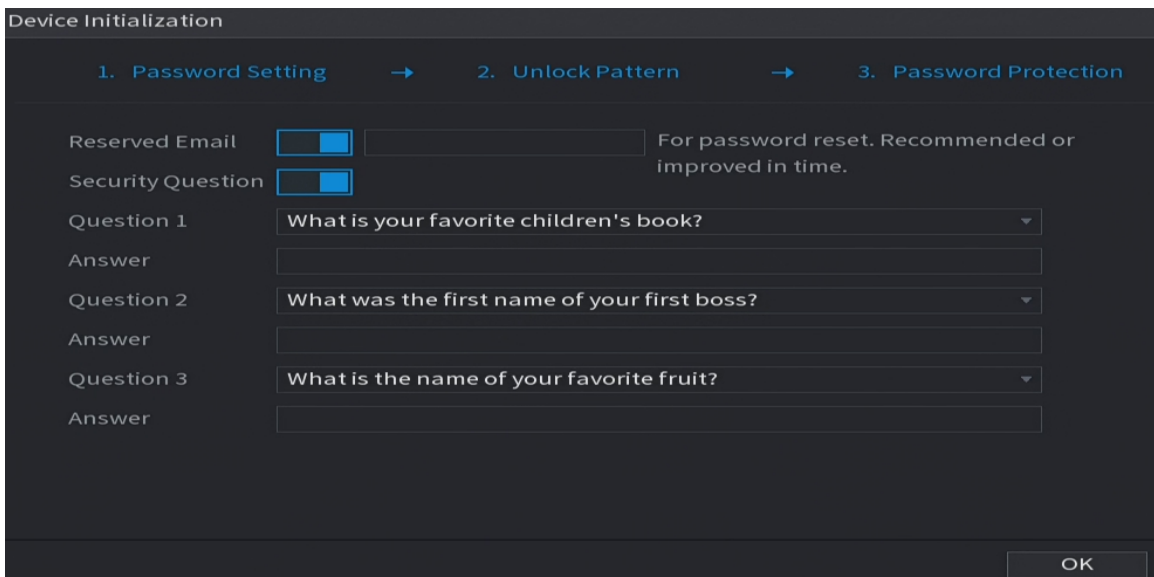 Device Initialization
1. Password Setting → 2. Unlock Pattern → 3. Password Protection
Reserved Email For password reset. Recommended or
improved in time.
Security Question
Question 1 What is your favorite children's book?
Answer
Question 2 What was the first name of your first boss?
Answer
Question 3 What is the name of your favorite fruit?
Answer
OK